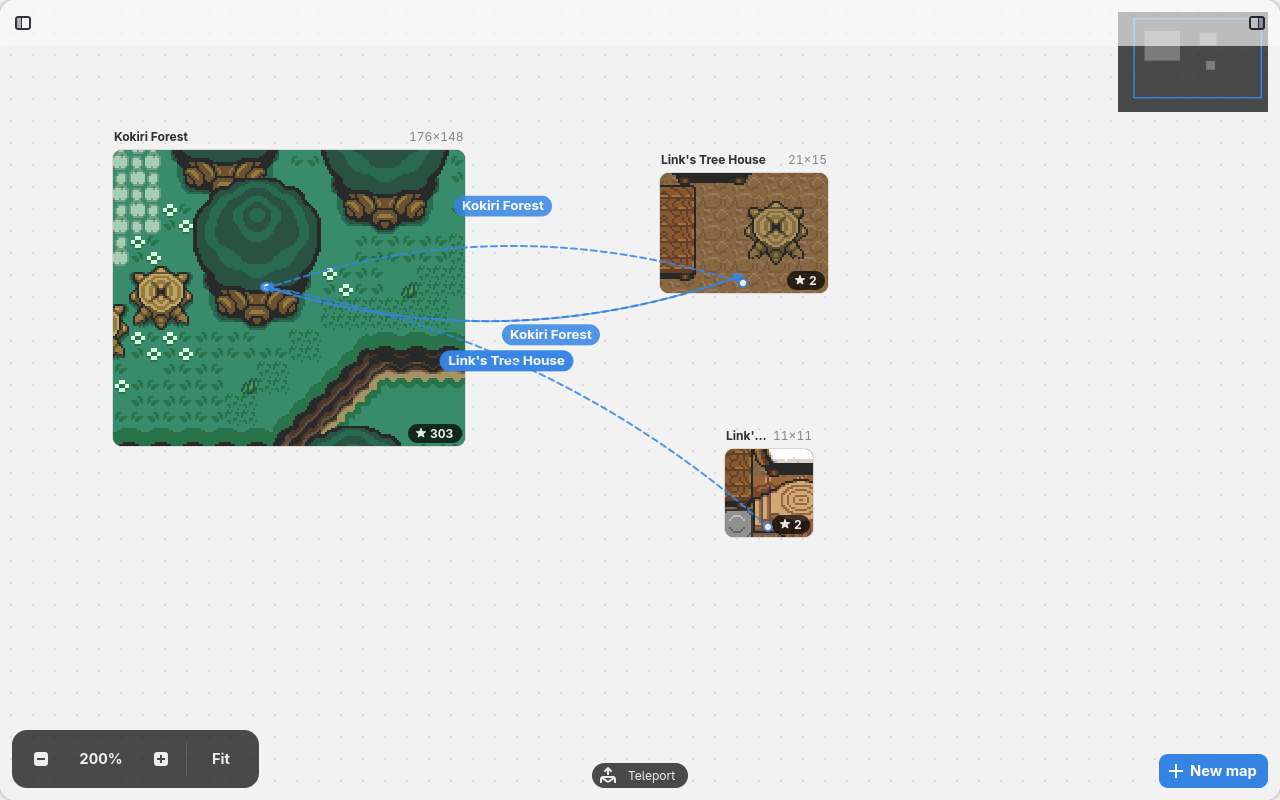 Kokiri Forest 176×148
Link's Tree House 21×15
Kokiri Forest
2
Kokiri Forest
Link's Tree House
303
Link'... 11×11
2
200% Fit
Teleport
New map